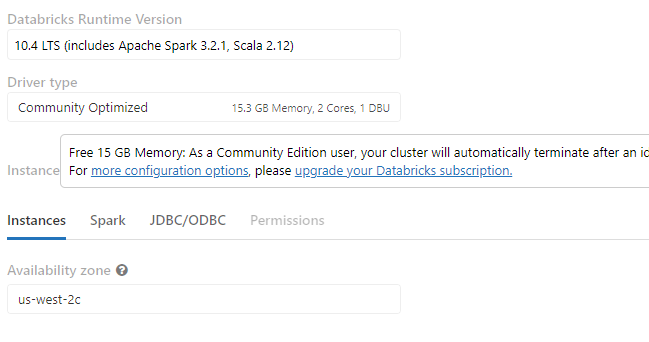 Databricks Runtime Version
10.4 LTS (includes Apache Spark 3.2.1, Scala 2.12)
Driver type
Community Optimized 15.3 GB Memory, 2 Cores, 1 DBU
Free 15 GB Memory: As a Community Edition user, your cluster will automatically terminate after an
Instance For more configuration options, please upgrade your Databricks subscription.
Instances Spark JDBC/ODBC Permissions
Availability zone
us-west-2c